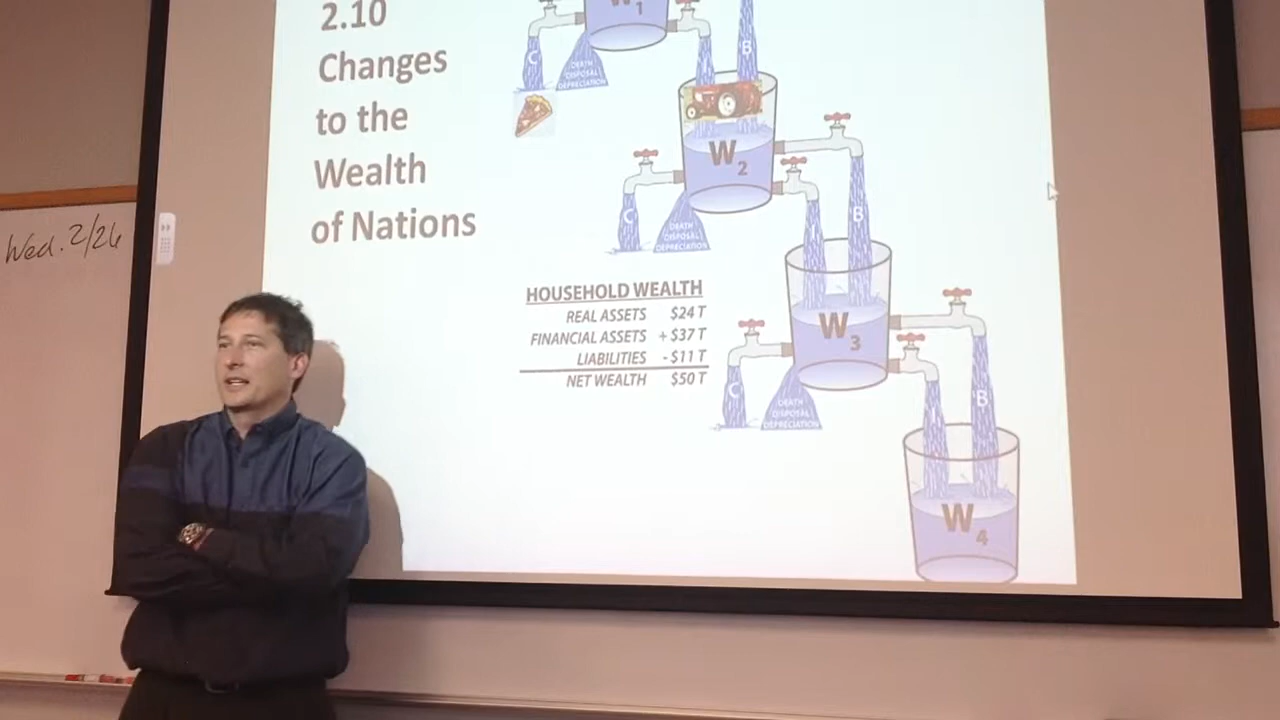 2.10
Changes
to the
Wealth
of Nations
Wed. 2/26
W1
C
DEATH
DISPOSAL
DEPRECIATION
B
W2
C
DEATH
DISPOSAL
DEPRECIATION
B
HOUSEHOLD WEALTH
REAL ASSETS $24 T
FINANCIAL ASSETS + $37 T
LIABILITIES - $11 T
NET WEALTH $50 T
W3
C
DEATH
DISPOSAL
DEPRECIATION
I
B
W4